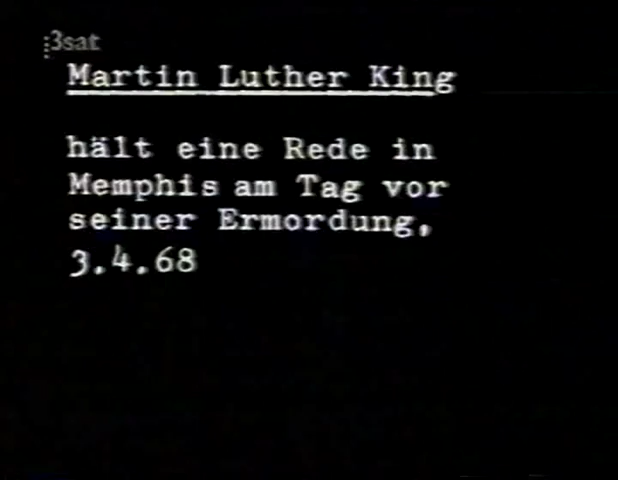 3sat
Martin Luther King
hält eine Rede in
Memphis am Tag vor
seiner Ermordung,
3.4.68